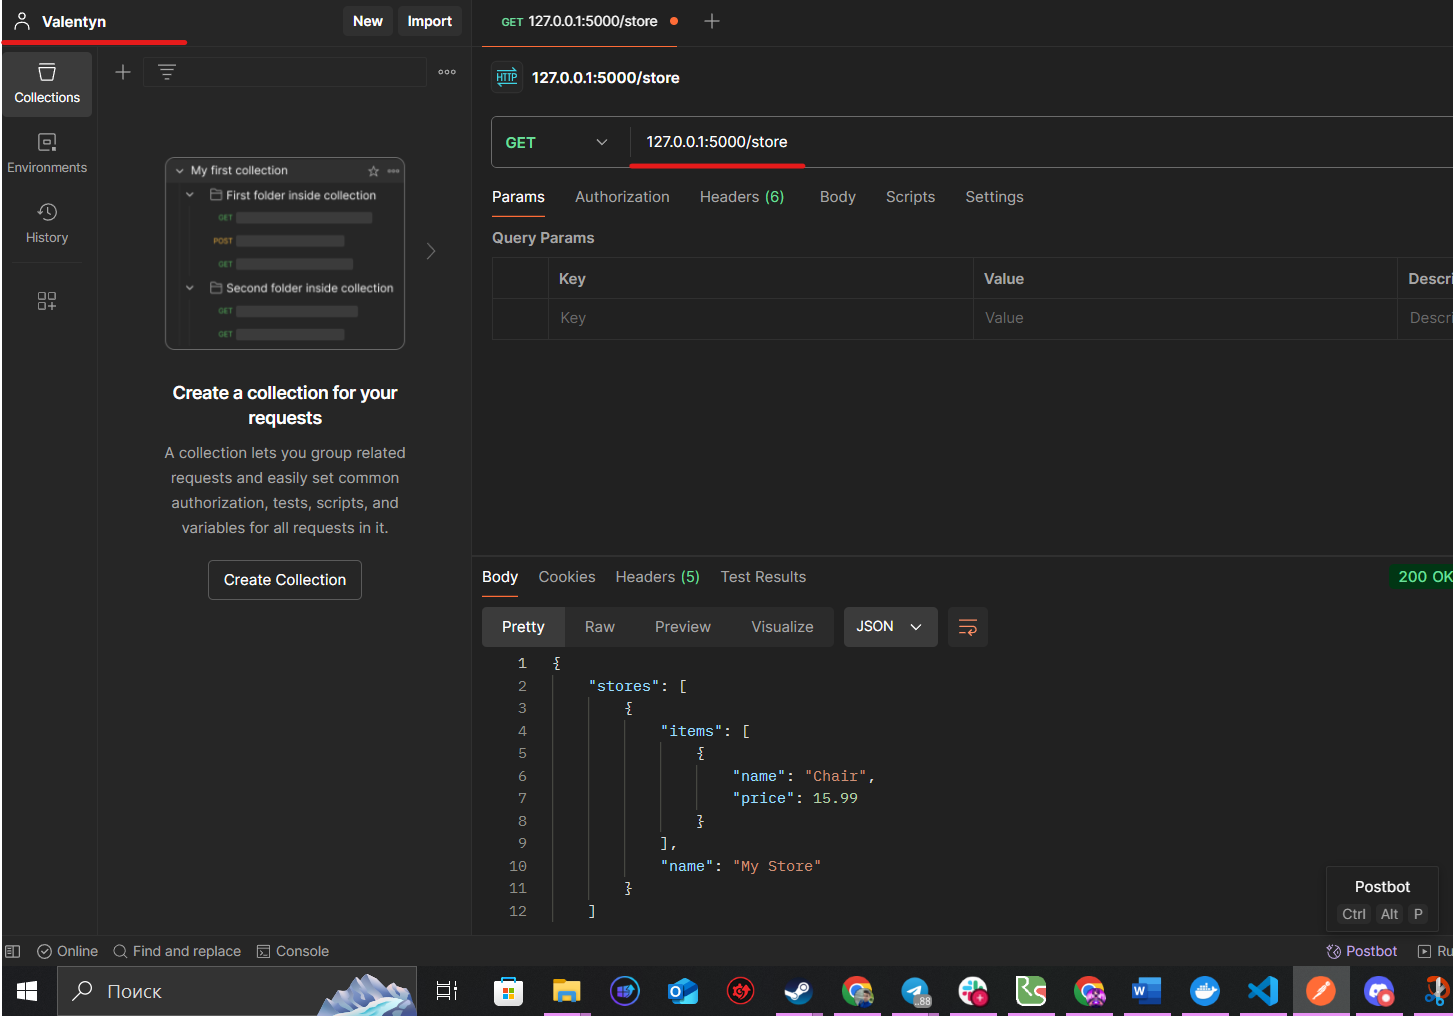 Valentyn
New
Import
GET 127.0.0.1:5000/store
Collections
Environments
History
My first collection
First folder inside collection
GET
POST
GET
Second folder inside collection
GET
GET
Create a collection for your
requests
A collection lets you group related
requests and easily set common
authorization, tests, scripts, and
variables for all requests in it.
Create Collection
HTTP 127.0.0.1:5000/store
GET 127.0.0.1:5000/store
Params Authorization Headers (6) Body Scripts Settings
Query Params
Key Value Descri
Key Value Descri
Body Cookies Headers (5) Test Results 200 OK
Pretty Raw Preview Visualize JSON
1 {
2 "stores": [
3 {
4 "items": [
5 {
6 "name": "Chair",
7 "price": 15.99
8 }
9 ],
10 "name": "My Store"
11 }
12 ]
Postbot
Ctrl Alt P
Online Find and replace Console Postbot Ru
Поиск
88